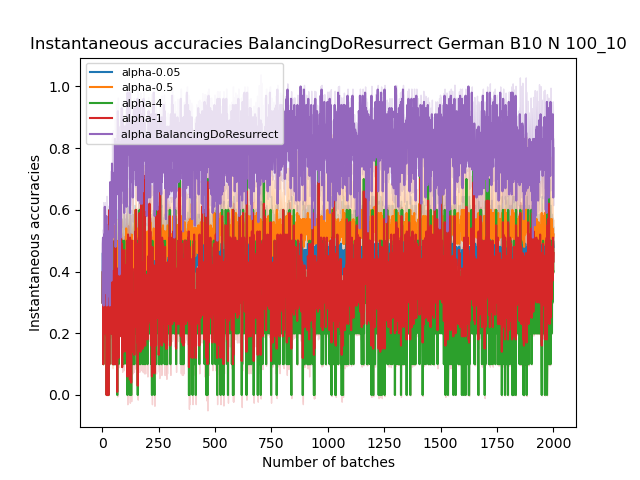 Instantaneous accuracies BalancingDoResurrect German B10 N 100_10
alpha-0.05
alpha-0.5
alpha-4
alpha-1
alpha BalancingDoResurrect
1.0
0.8
0.6
0.4
0.2
0.0
Instantaneous accuracies
0 250 500 750 1000 1250 1500 1750 2000
Number of batches